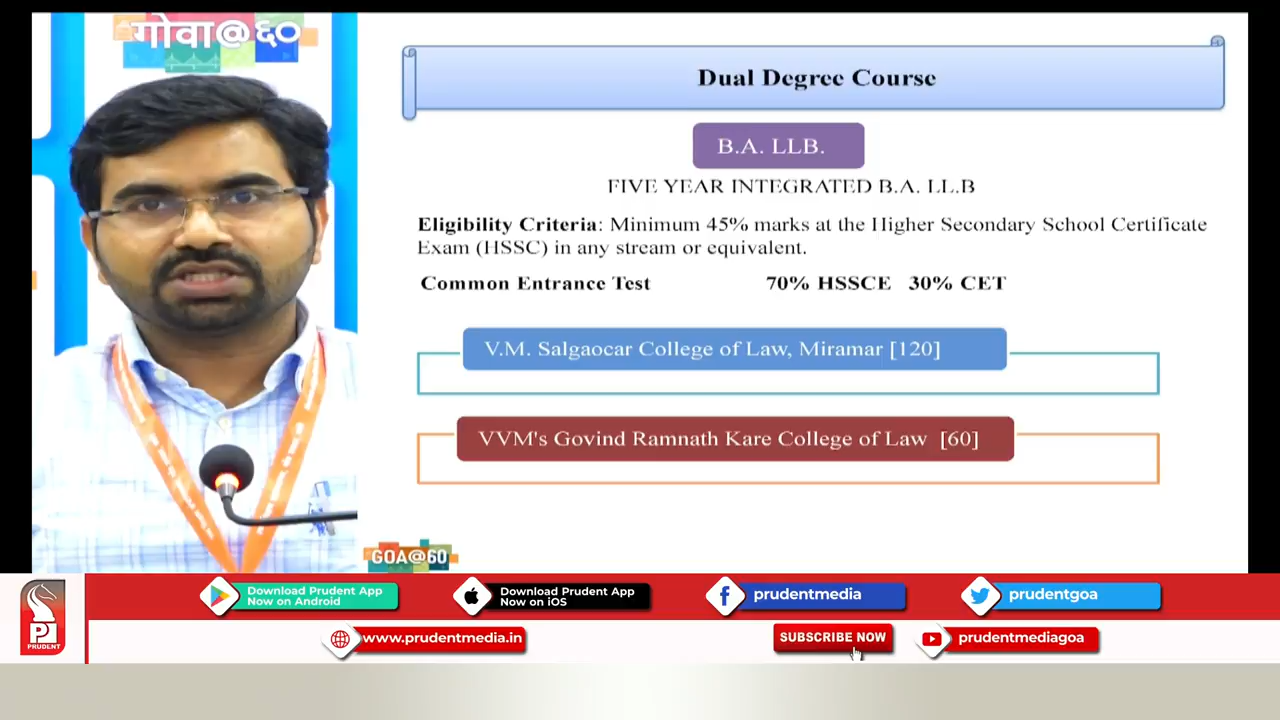 गोवा@६०
Dual Degree Course
B.A. LLB.
FIVE YEAR INTEGRATED B.A. LL.B
Eligibility Criteria: Minimum 45% marks at the Higher Secondary School Certificate
Exam (HSSC) in any stream or equivalent.
Common Entrance Test 70% HSSCE 30% CET
V.M. Salgaocar College of Law, Miramar [120]
VVM's Govind Ramnath Kare College of Law [60]
GOA@60
Download Prudent App
Now on Android
Download Prudent App
Now on iOS
prudentmedia
prudentgoa
PRUDENT
www.prudentmedia.in
SUBSCRIBE NOW
prudentmediagoa